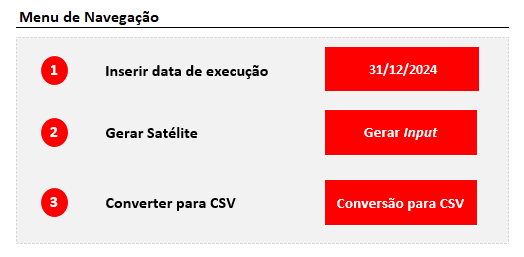 Menu de Navegação
1 Inserir data de execução 31/12/2024
2 Gerar Satélite Gerar Input
3 Converter para CSV Conversão para CSV